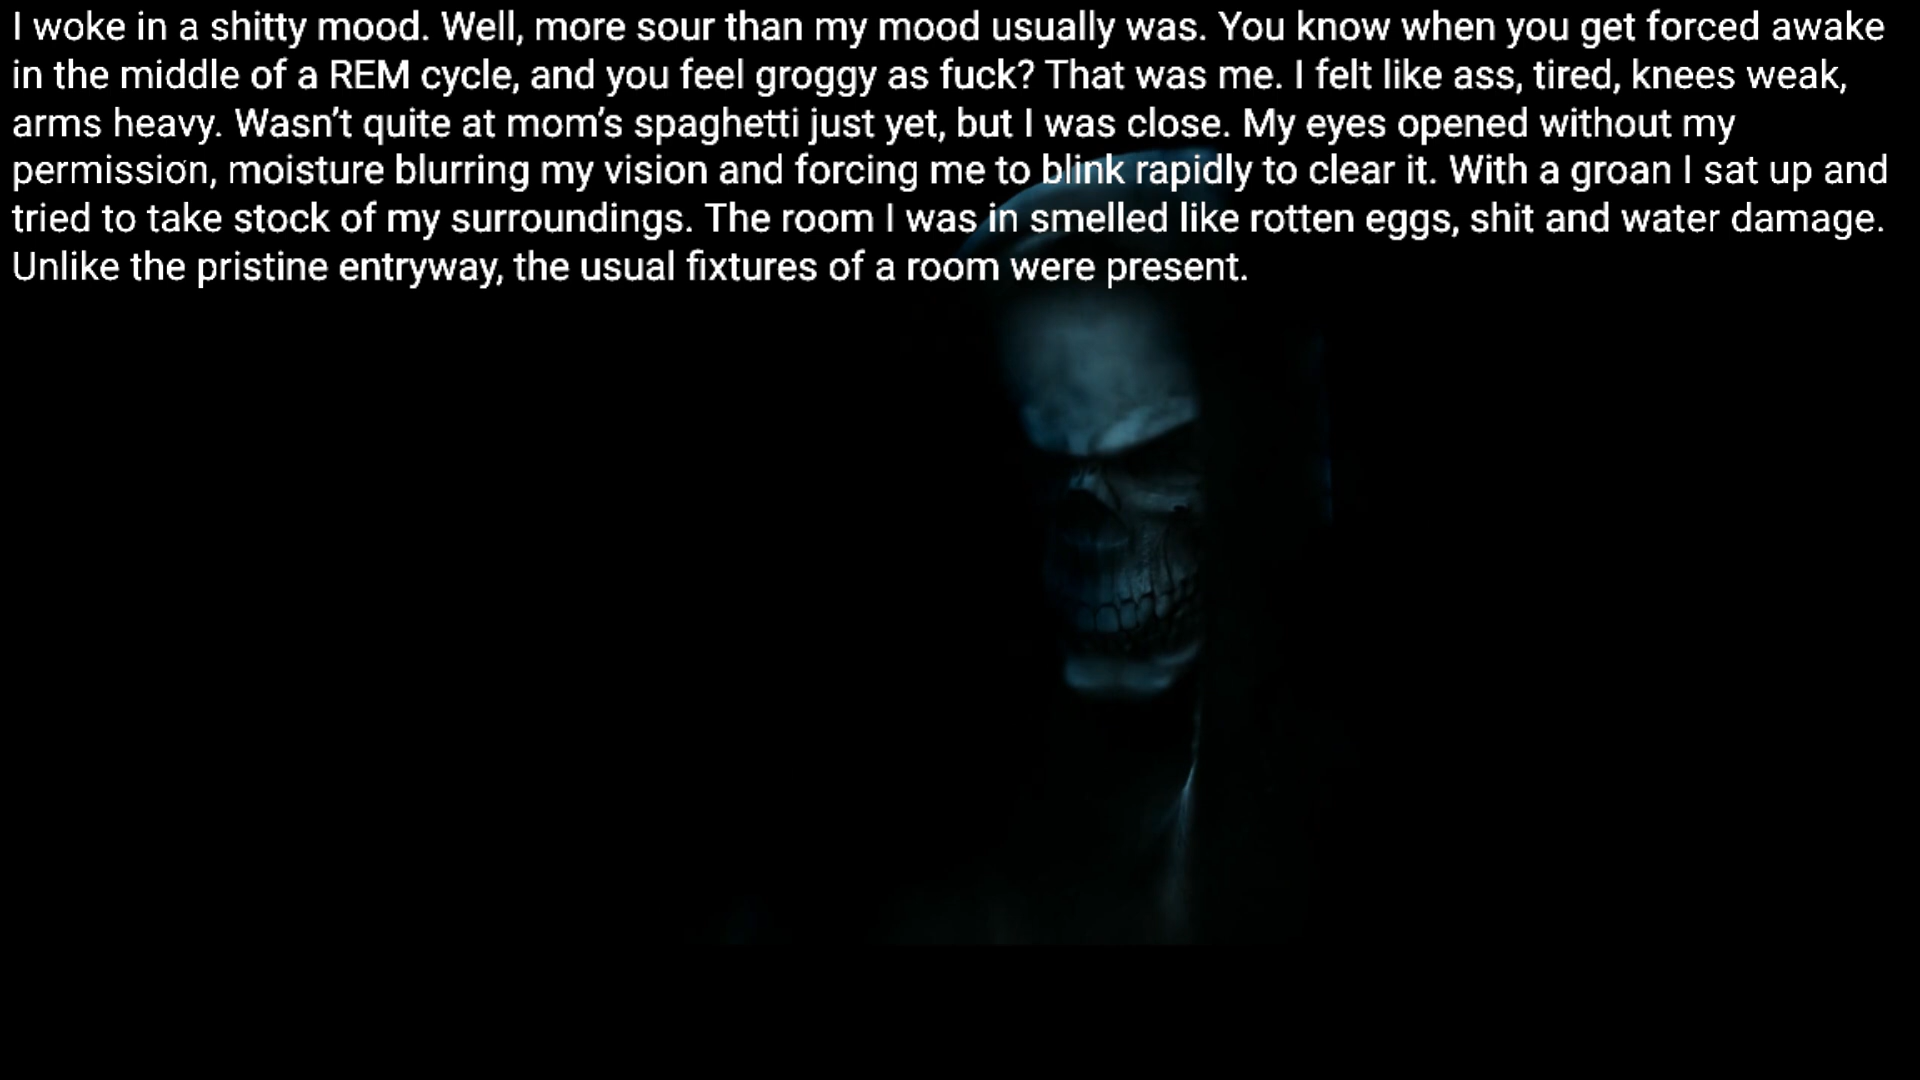 I woke in a shitty mood. Well, more sour than my mood usually was. You know when you get forced awake
in the middle of a REM cycle, and you feel groggy as fuck? That was me. I felt like ass, tired, knees weak,
arms heavy. Wasn’t quite at mom’s spaghetti just yet, but I was close. My eyes opened without my
permission, moisture blurring my vision and forcing me to blink rapidly to clear it. With a groan I sat up and
tried to take stock of my surroundings. The room I was in smelled like rotten eggs, shit and water damage.
Unlike the pristine entryway, the usual fixtures of a room were present.